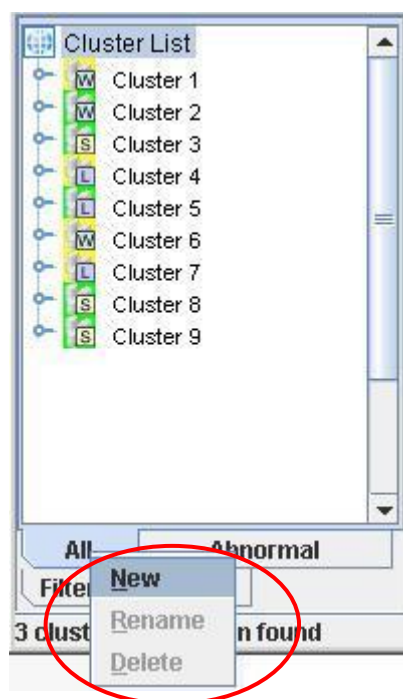 Cluster List
W Cluster 1
W Cluster 2
S Cluster 3
L Cluster 4
L Cluster 5
W Cluster 6
L Cluster 7
S Cluster 8
S Cluster 9
All Abnormal
New
Rename
3 found
Delete